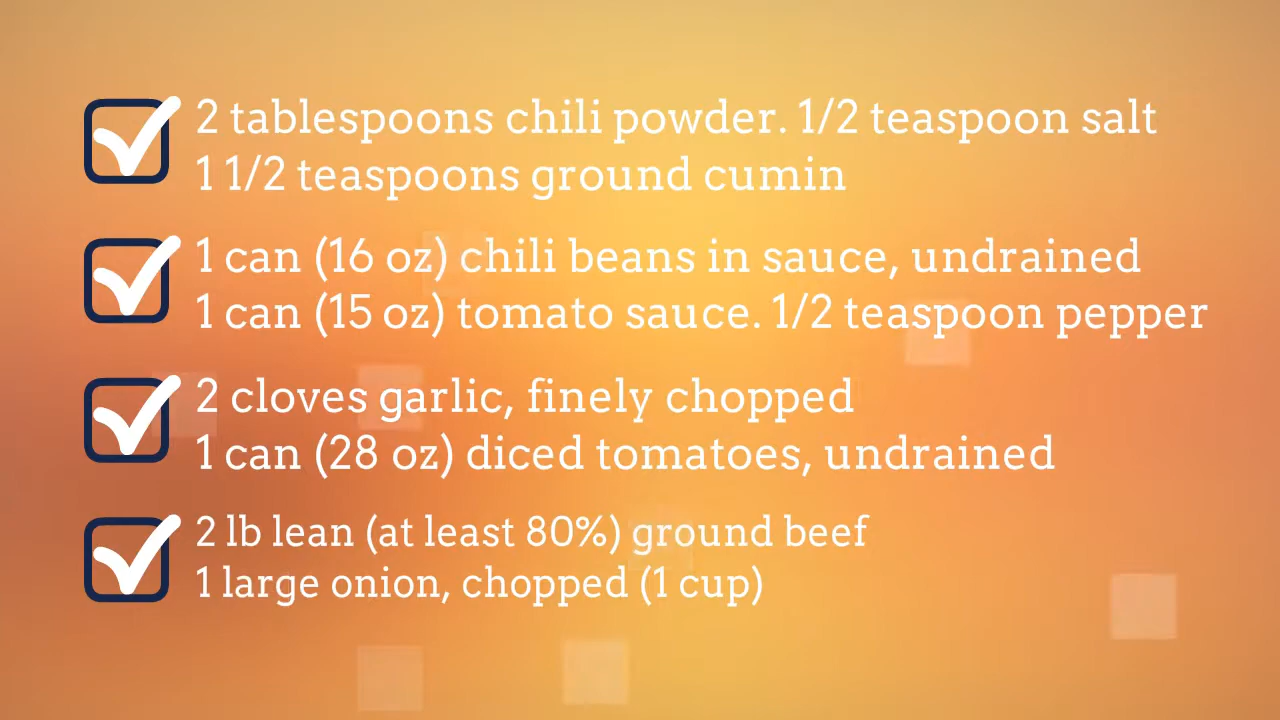 2 tablespoons chili powder. 1/2 teaspoon salt
1 1/2 teaspoons ground cumin
1 can (16 oz) chili beans in sauce, undrained
1 can (15 oz) tomato sauce. 1/2 teaspoon pepper
2 cloves garlic, finely chopped
1 can (28 oz) diced tomatoes, undrained
2 lb lean (at least 80%) ground beef
1 large onion, chopped (1 cup)